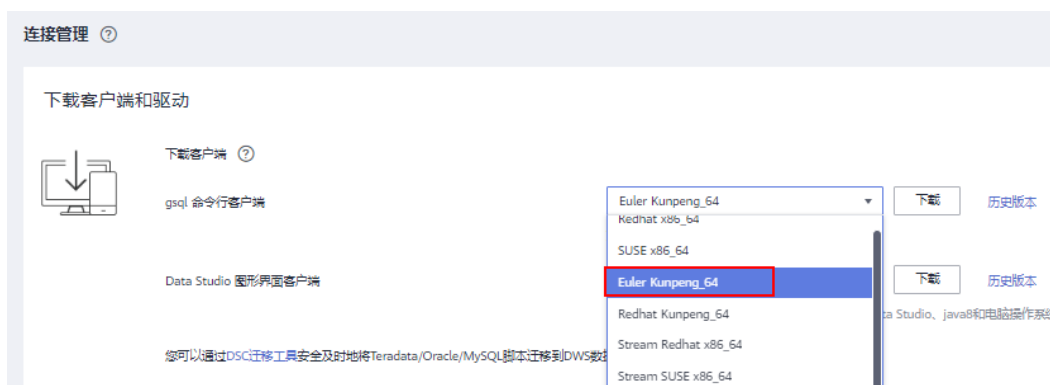 连接管理
下载客户端和驱动
下载客户端
gsql 命令行客户端
Euler Kunpeng_64
下载
历史版本
Redhat x86_64
SUSE x86_64
Data Studio 图形界面客户端
Euler Kunpeng_64
下载
历史版本
Redhat Kunpeng_64
ta Studio、java8和电脑操作系统
Stream Redhat x86_64
您可以通过DSC迁移工具安全及时地将Teradata/Oracle/MySQL脚本迁移到DWS数据
Stream SUSE x86_64